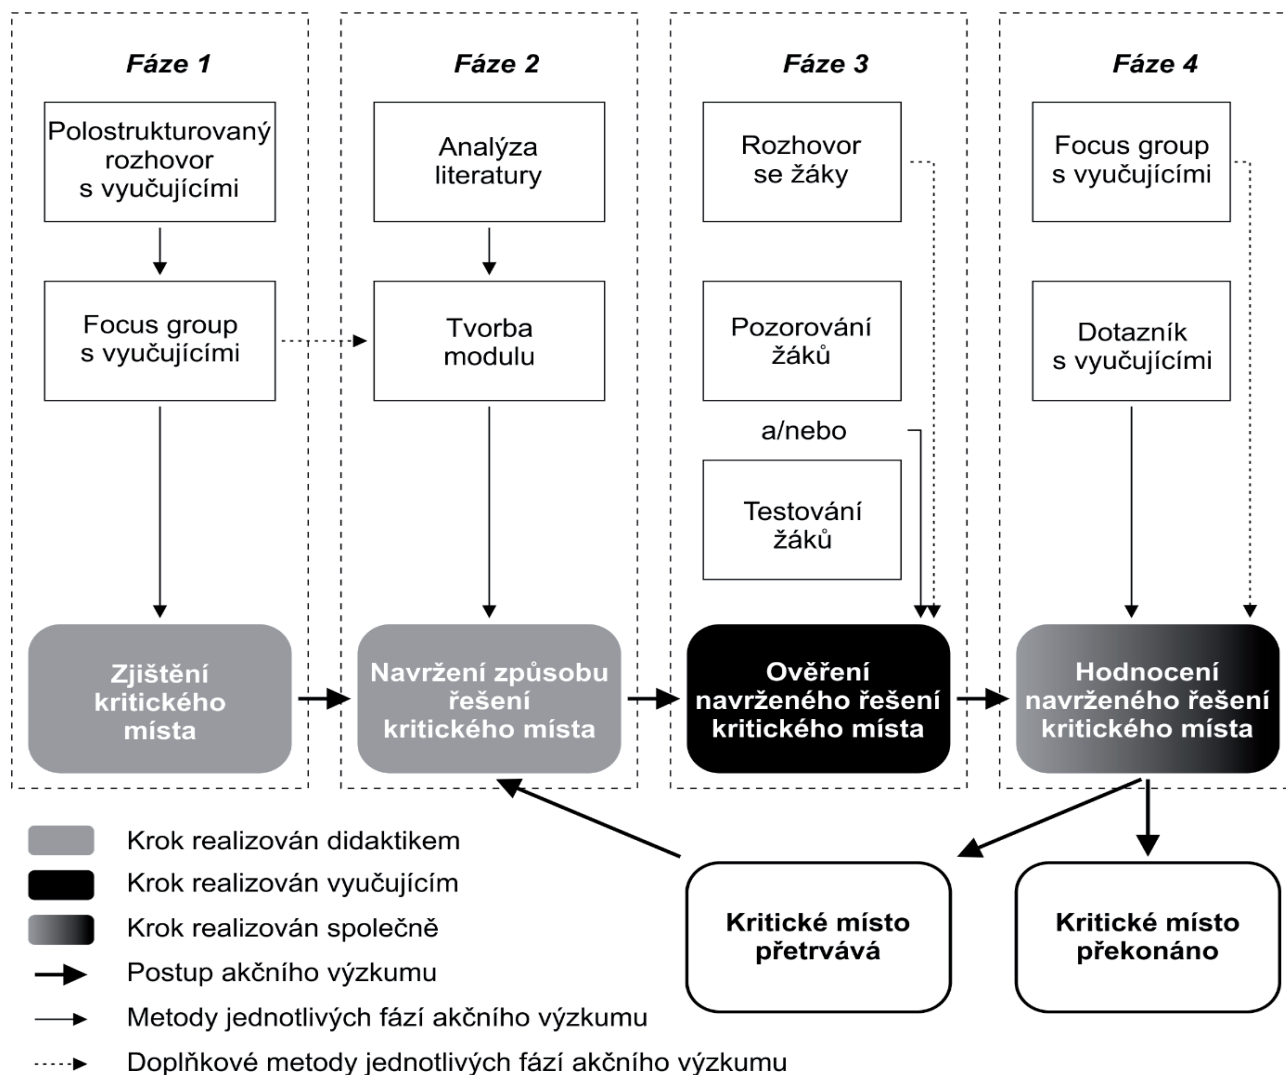 Fáze 1
Polostrukturovaný
rozhovor
s vyučujícími
Focus group
s vyučujícími
Zjištění
kritického
místa
Fáze 2
Analýza
literatury
Tvorba
modulu
Navržení způsobu
řešení
kritického místa
Fáze 3
Rozhovor
se žáky
Pozorování
žáků
a/nebo
Testování
žáků
Ověření
navrženého řešení
kritického místa
Fáze 4
Focus group
s vyučujícími
Dotazník
s vyučujícími
Hodnocení
navrženého řešení
kritického místa
Kritické místo
přetrvává
Kritické místo
překonáno
Krok realizován didaktikem
Krok realizován vyučujícím
Krok realizován společně
Postup akčního výzkumu
Metody jednotlivých fází akčního výzkumu
Doplňkové metody jednotlivých fází akčního výzkumu